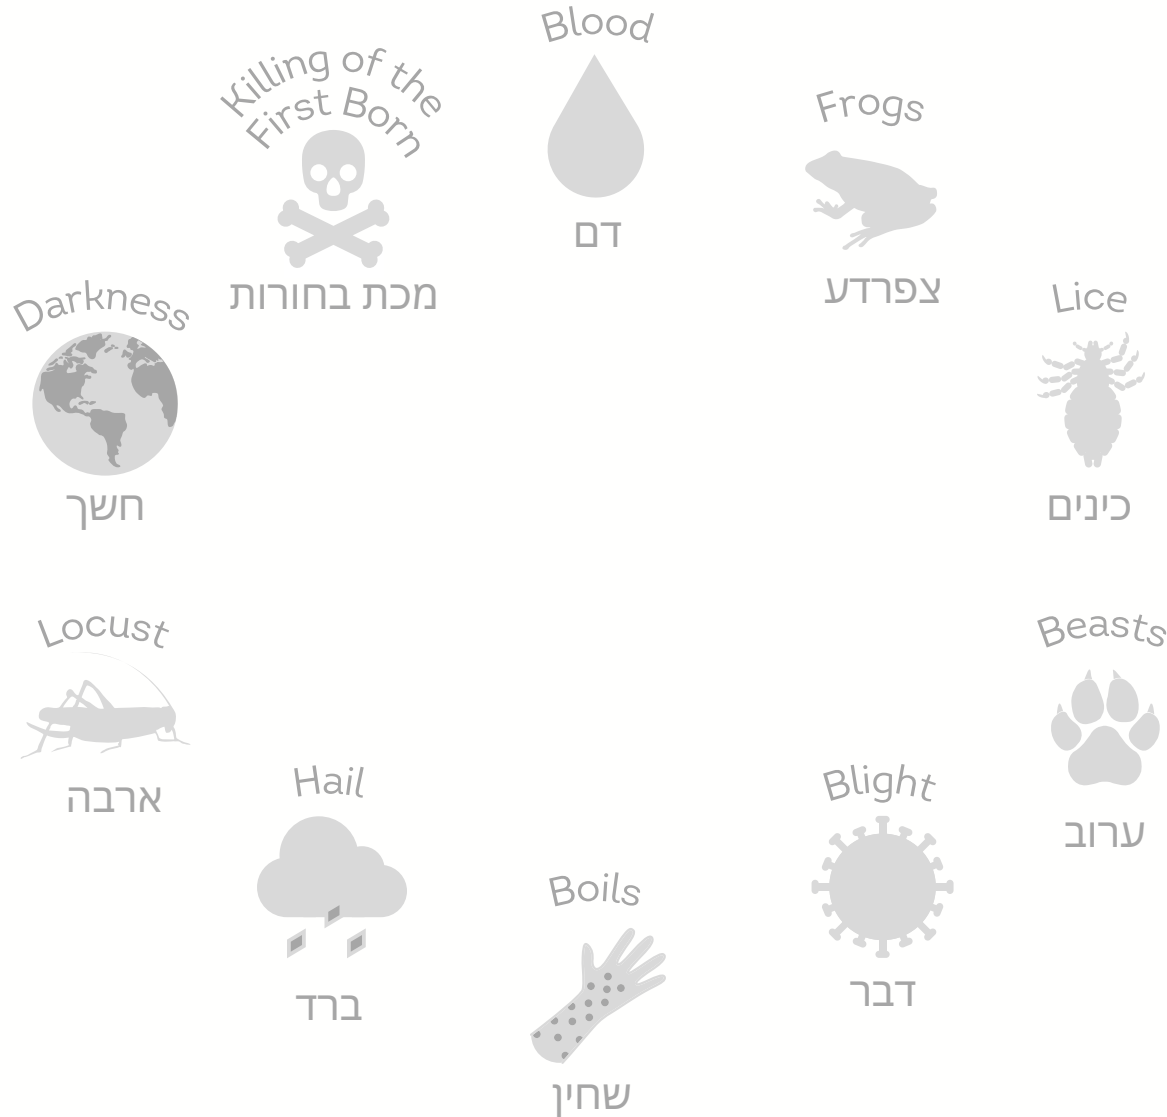 Blood
דם
Frogs
צפרדע
Lice
כינים
Beasts
ערוב
Blight
דבר
Boils
שחין
Hail
ברד
Locust
ארבה
Darkness
חשך
Killing of the
First Born
מכת בחורות